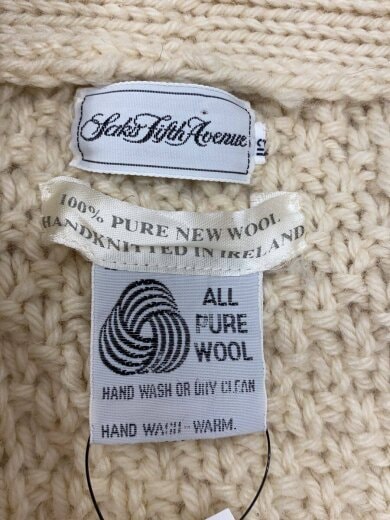 Saks Fifth Avenue
100% PURE NEW WOOL
HANDKNITTED IN IRELAND
ALL
PURE
WOOL
HAND WASH OR DRY CLEAN
HAND WASH-WARM.